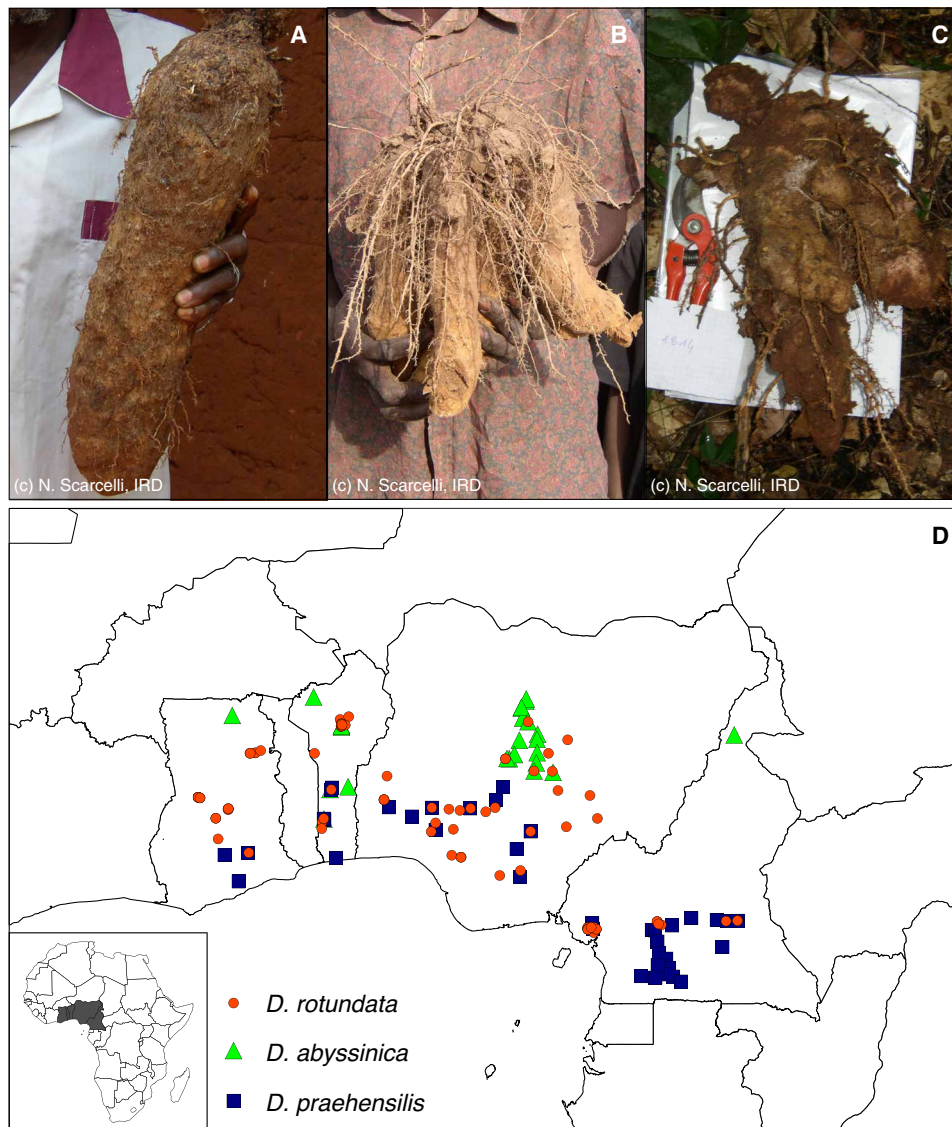 A
B
C
(c) N. Scarcelli, IRD
(c) N. Scarcelli, IRD
(c) N. Scarcelli, IRD
D
D. rotundata
D. abyssinica
D. praehensilis